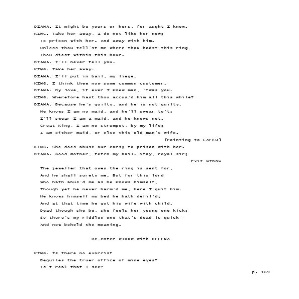 DIANA. It might be yours or hers, for aught I know.
KING. Take her away, I do not like her now;
To prison with her. And away with him.
Unless thou tell'st me where thou hadst this ring,
Thou diest within this hour.
DIANA. I'll never tell you.
KING. Take her away.
DIANA. I'll put in bail, my liege.
KING. I think thee now some common customer.
DIANA. By Jove, if ever I knew man, 'twas you.
KING. Wherefore hast thou accus'd him all this while?
DIANA. Because he's guilty, and he is not guilty.
He knows I am no maid, and he'll swear to't:
I'll swear I am a maid, and he knows not.
Great King, I am no strumpet, by my life;
I am either maid, or else this old man's wife.
[Pointing to LAFEU]
KING. She does abuse our ears; to prison with her.
DIANA. Good mother, fetch my bail. Stay, royal sir;
Exit WIDOW
The jeweller that owes the ring is sent for,
And he shall surety me. But for this lord
Who hath abus'd me as he knows himself,
Though yet he never harm'd me, here I quit him.
He knows himself my bed he hath defil'd;
And at that time he got his wife with child.
Dead though she be, she feels her young one kick;
So there's my riddle: one that's dead is quick-
And now behold the meaning.
Re-enter WIDOW with HELENA
KING. Is there no exorcist
Beguiles the truer office of mine eyes?
Is't real that I see?